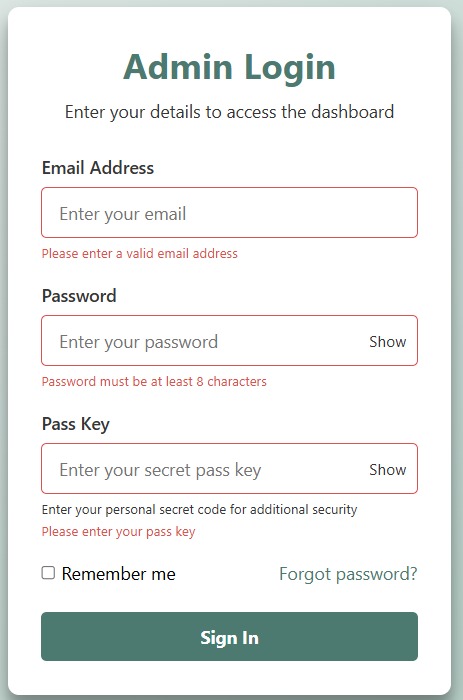 Admin Login
Enter your details to access the dashboard
Email Address
Enter your email
Please enter a valid email address
Password
Enter your password Show
Password must be at least 8 characters
Pass Key
Enter your secret pass key Show
Enter your personal secret code for additional security
Please enter your pass key
Remember me Forgot password?
Sign In